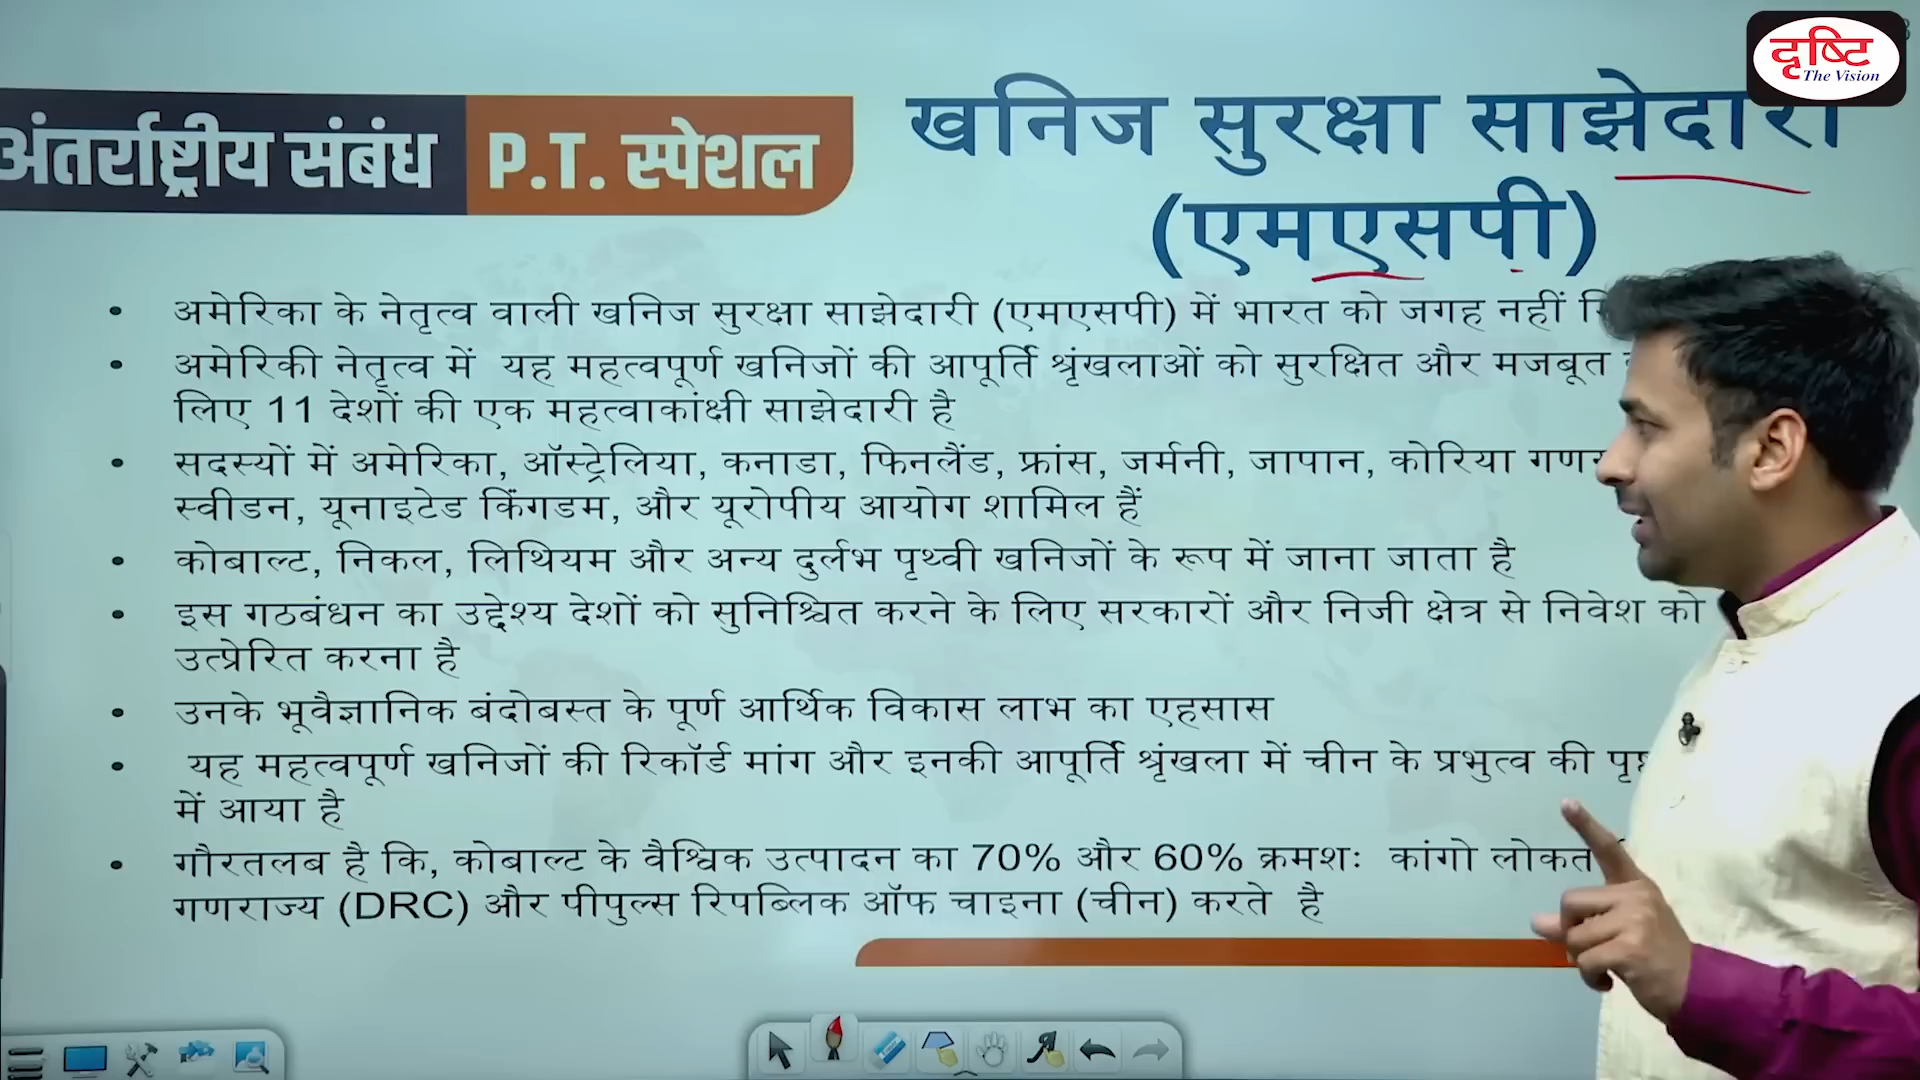 दृष्टि
The Vision
अंतर्राष्ट्रीय संबंध P.T. स्पेशल
खनिज सुरक्षा साझेदारी
(एमएसपी)
• अमेरिका के नेतृत्व वाली खनिज सुरक्षा साझेदारी (एमएसपी) में भारत को जगह नहीं
• अमेरिकी नेतृत्व में यह महत्वपूर्ण खनिजों की आपूर्ति श्रृंखलाओं को सुरक्षित और मजबूत
लिए 11 देशों की एक महत्वाकांक्षी साझेदारी है
• सदस्यों में अमेरिका, ऑस्ट्रेलिया, कनाडा, फिनलैंड, फ्रांस, जर्मनी, जापान, कोरिया
स्वीडन, यूनाइटेड किंगडम, और यूरोपीय आयोग शामिल हैं
• कोबाल्ट, निकल, लिथियम और अन्य दुर्लभ पृथ्वी खनिजों के रूप में जाना जाता है
• इस गठबंधन का उद्देश्य देशों को सुनिश्चित करने के लिए सरकारों और निजी क्षेत्र से निवेश को
उत्प्रेरित करना है
• उनके भूवैज्ञानिक बंदोबस्त के पूर्ण आर्थिक विकास लाभ का एहसास
• यह महत्वपूर्ण खनिजों की रिकॉर्ड मांग और इनकी आपूर्ति श्रृंखला में चीन के प्रभुत्व की
में आया है
• गौरतलब है कि, कोबाल्ट के वैश्विक उत्पादन का 70% और 60% क्रमशः कांगो
गणराज्य (DRC) और पीपुल्स रिपब्लिक ऑफ चाइना (चीन) करते है